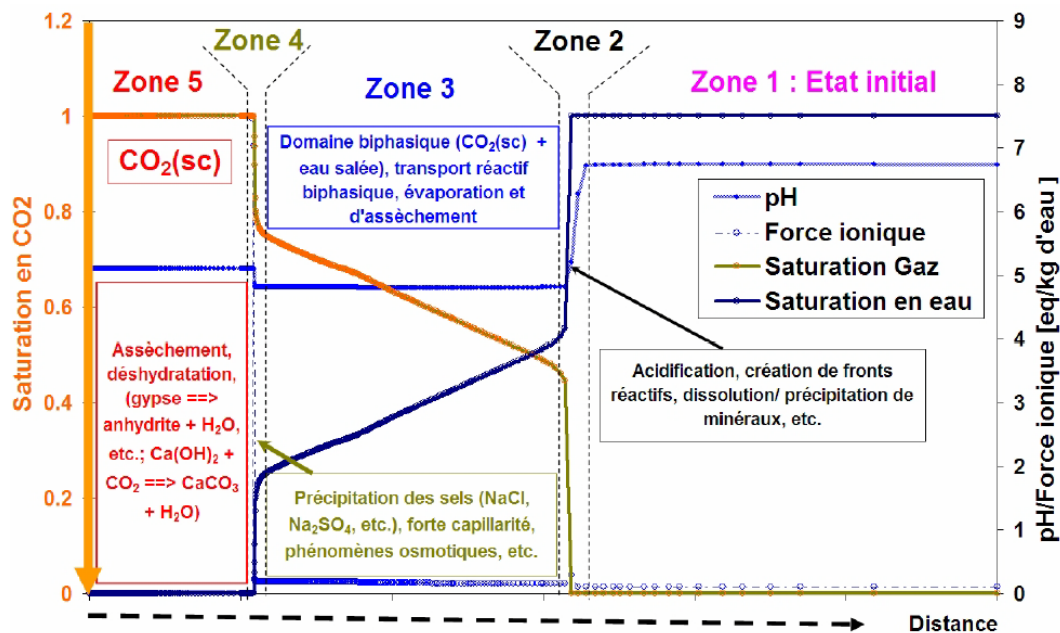 Zone 4
Zone 2
Zone 5
Zone 3
Zone 1 : Etat initial
CO2(sc)
Domaine biphasique (CO2(sc) +
eau salée), transport réactif
biphasique, évaporation et
d'assèchement
pH
Force ionique
Saturation Gaz
Saturation en eau
Assèchement,
déshydratation,
(gypse ==>
anhydrite + H2O,
etc.; Ca(OH)2 +
CO2 ==> CaCO3
+ H2O)
Acidification, création de fronts
réactifs, dissolution/ précipitation de
minéraux, etc.
Précipitation des sels (NaCl,
Na2SO4, etc.), forte capillarité,
phénomènes osmotiques, etc.
Saturation en CO2
1.2
1
0.8
0.6
0.4
0.2
0
pH/Force ionique [eq/kg d'eau ]
9
8
7
6
5
4
3
2
1
0
Distance